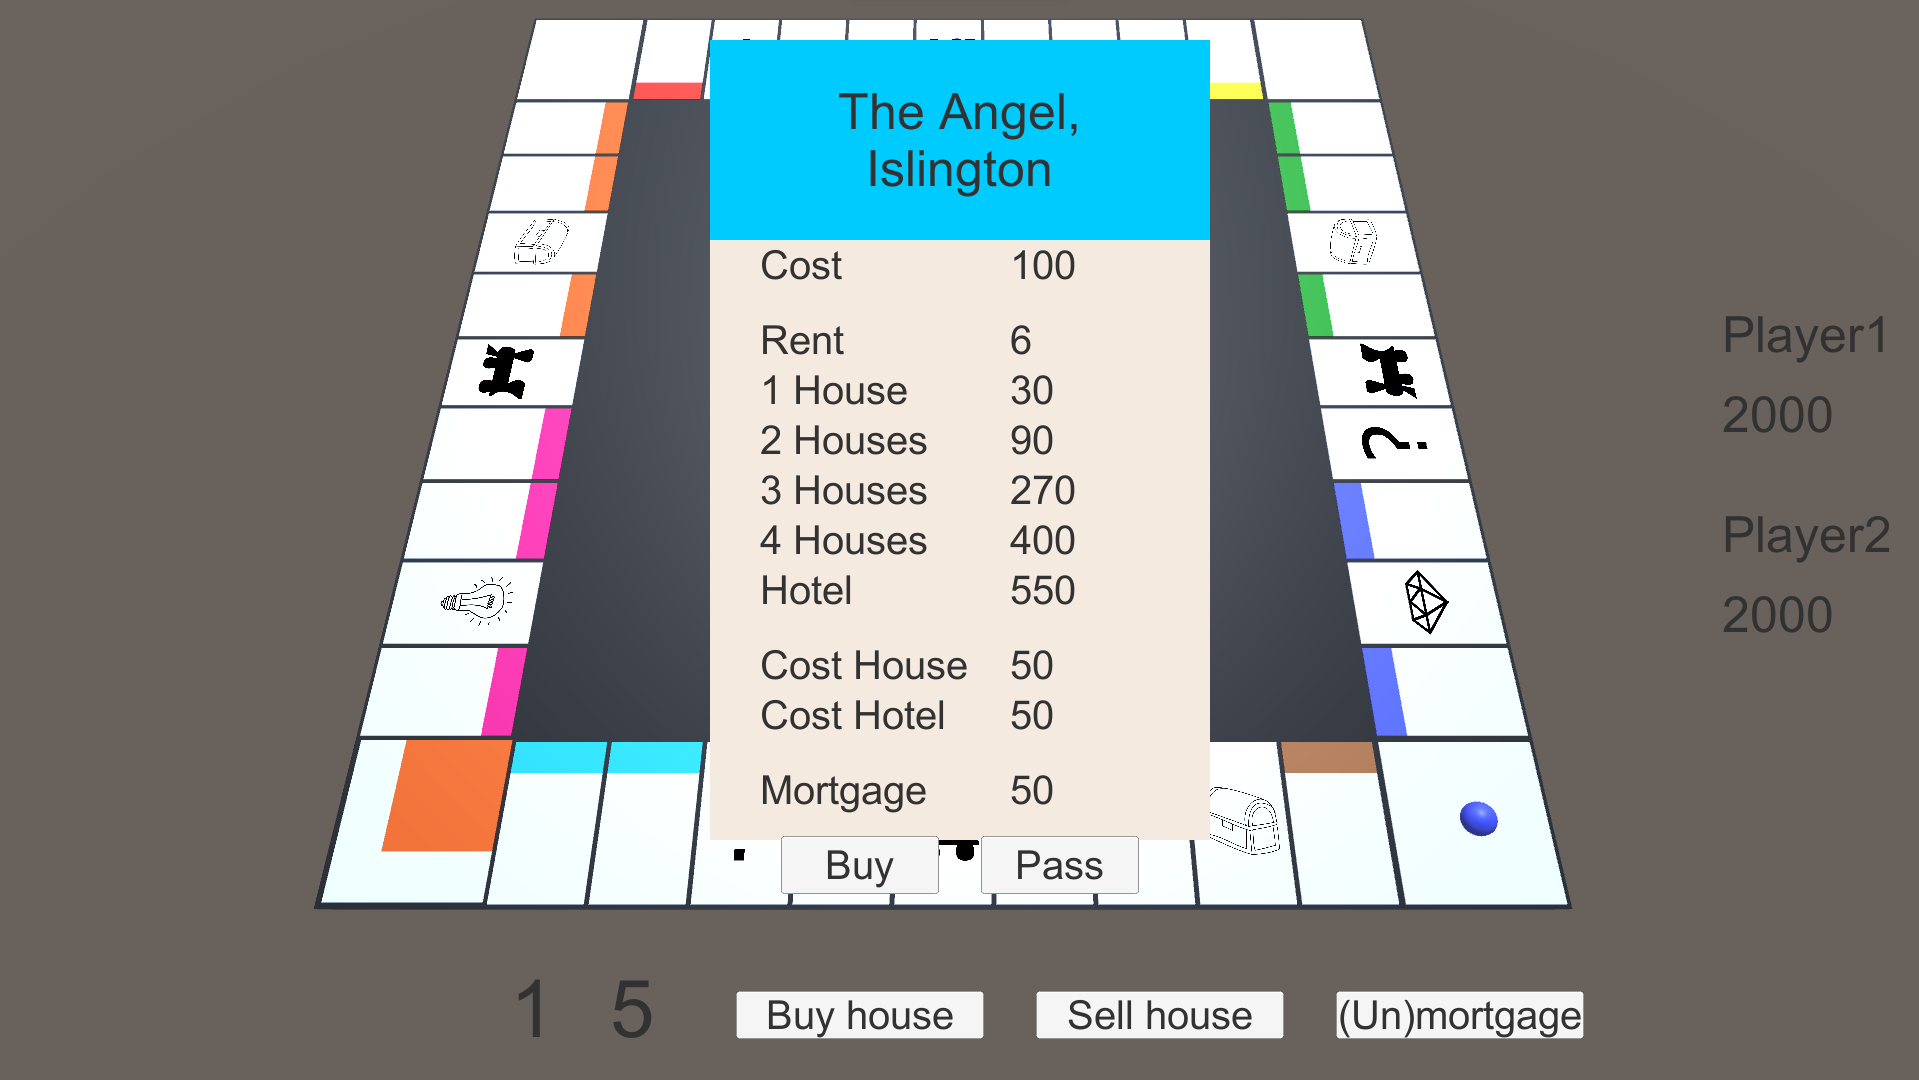 The Angel,
Islington
Cost 100
Rent 6
1 House 30
2 Houses 90
3 Houses 270
4 Houses 400
Hotel 550
Cost House 50
Cost Hotel 50
Mortgage 50
Buy Pass
?
Player1
2000
Player2
2000
1 5
Buy house Sell house (Un)mortgage